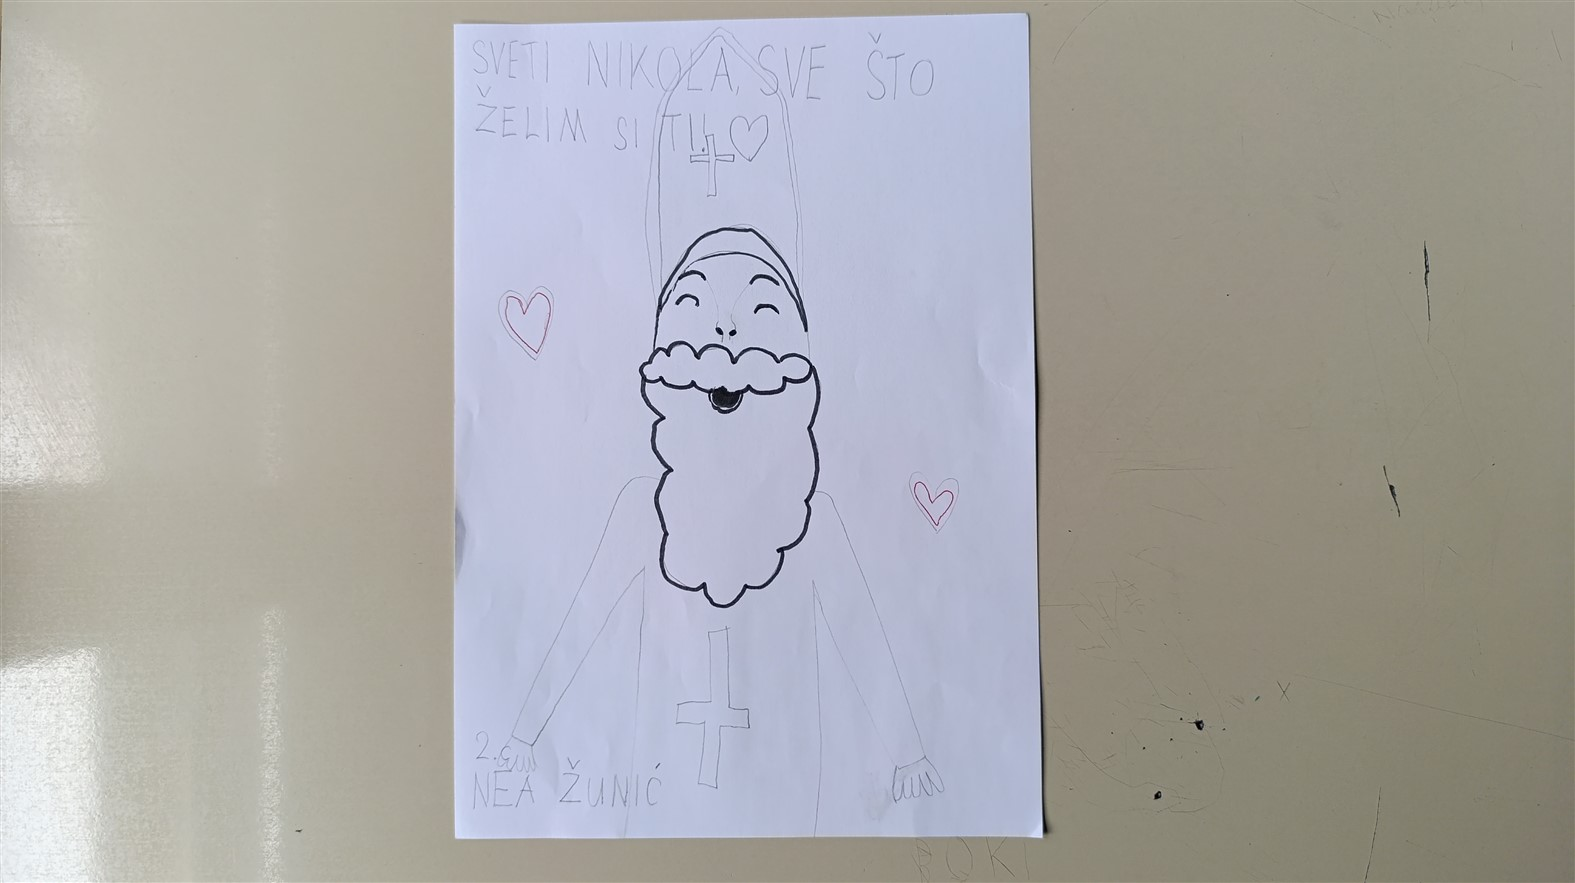 SVETI NIKOLA, SVE ŠTO
ŽELIM SI TI! ♡
2.
NEA ŽUNIĆ